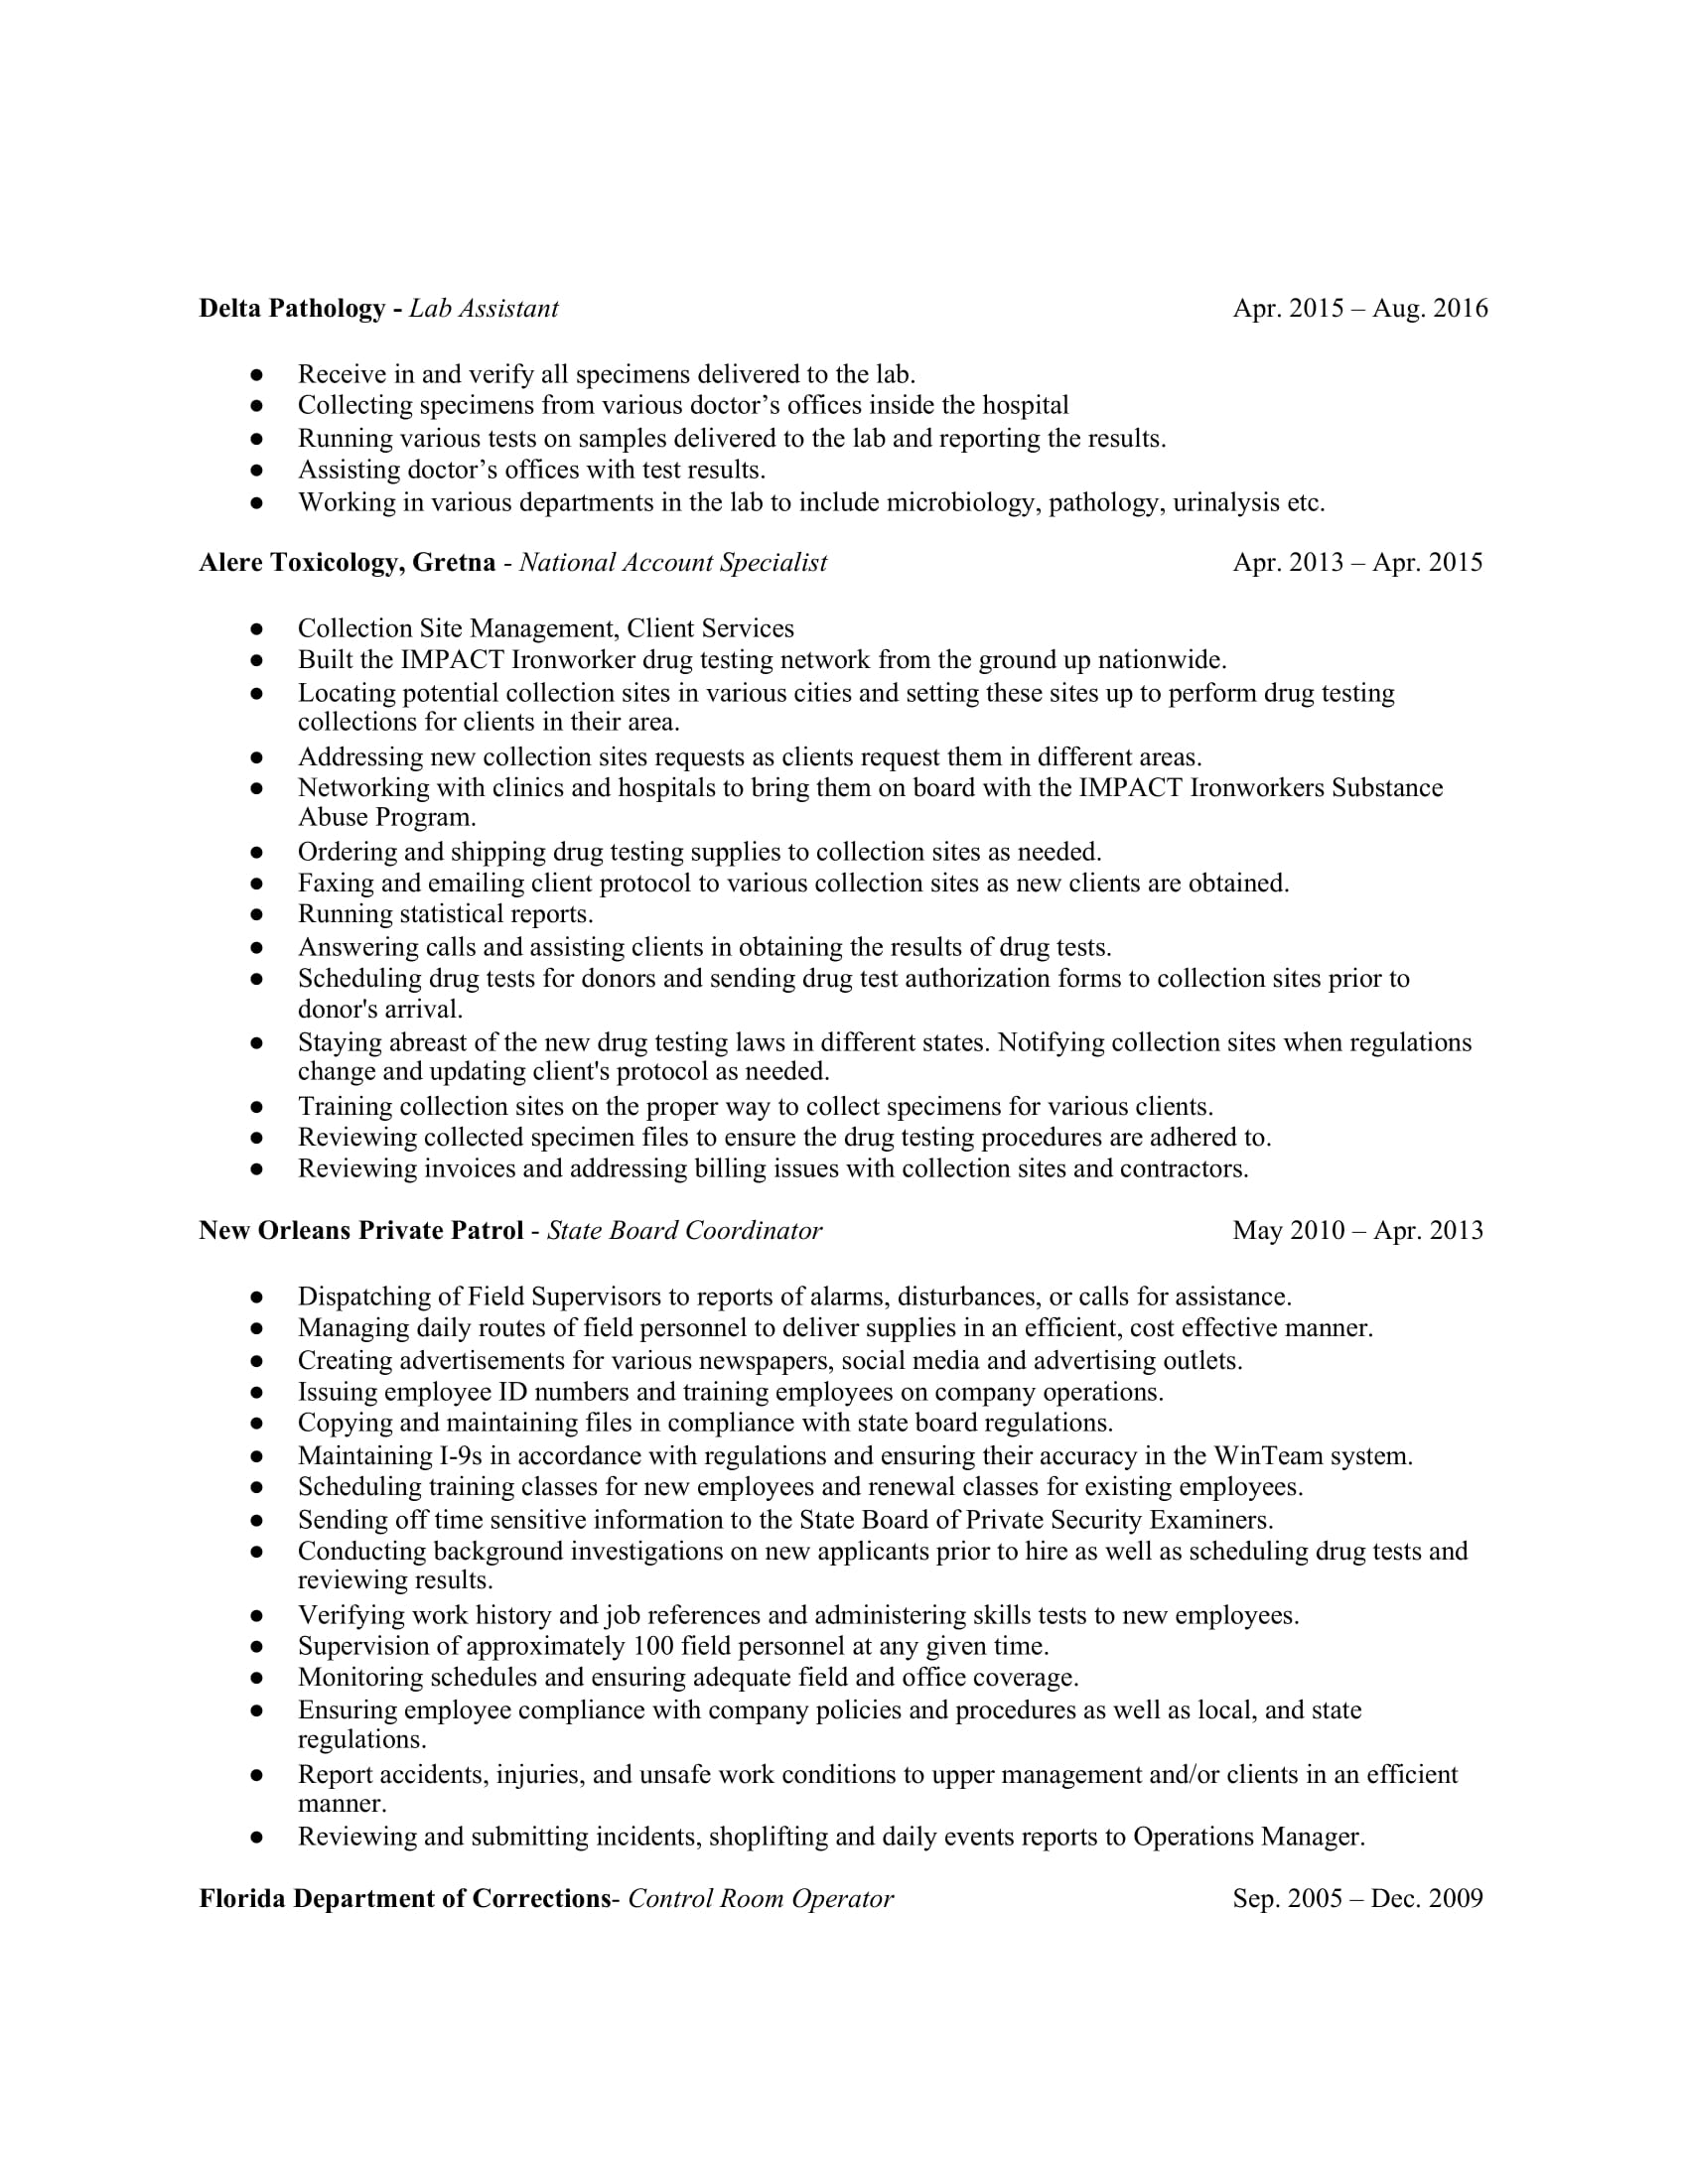 Delta Pathology - Lab Assistant Apr. 2015 – Aug. 2016
● Receive in and verify all specimens delivered to the lab.
● Collecting specimens from various doctor’s offices inside the hospital
● Running various tests on samples delivered to the lab and reporting the results.
● Assisting doctor’s offices with test results.
● Working in various departments in the lab to include microbiology, pathology, urinalysis etc.
Alere Toxicology, Gretna - National Account Specialist Apr. 2013 – Apr. 2015
● Collection Site Management, Client Services
● Built the IMPACT Ironworker drug testing network from the ground up nationwide.
● Locating potential collection sites in various cities and setting these sites up to perform drug testing
collections for clients in their area.
● Addressing new collection sites requests as clients request them in different areas.
● Networking with clinics and hospitals to bring them on board with the IMPACT Ironworkers Substance
Abuse Program.
● Ordering and shipping drug testing supplies to collection sites as needed.
● Faxing and emailing client protocol to various collection sites as new clients are obtained.
● Running statistical reports.
● Answering calls and assisting clients in obtaining the results of drug tests.
● Scheduling drug tests for donors and sending drug test authorization forms to collection sites prior to
donor's arrival.
● Staying abreast of the new drug testing laws in different states. Notifying collection sites when regulations
change and updating client's protocol as needed.
● Training collection sites on the proper way to collect specimens for various clients.
● Reviewing collected specimen files to ensure the drug testing procedures are adhered to.
● Reviewing invoices and addressing billing issues with collection sites and contractors.
New Orleans Private Patrol - State Board Coordinator May 2010 – Apr. 2013
● Dispatching of Field Supervisors to reports of alarms, disturbances, or calls for assistance.
● Managing daily routes of field personnel to deliver supplies in an efficient, cost effective manner.
● Creating advertisements for various newspapers, social media and advertising outlets.
● Issuing employee ID numbers and training employees on company operations.
● Copying and maintaining files in compliance with state board regulations.
● Maintaining I-9s in accordance with regulations and ensuring their accuracy in the WinTeam system.
● Scheduling training classes for new employees and renewal classes for existing employees.
● Sending off time sensitive information to the State Board of Private Security Examiners.
● Conducting background investigations on new applicants prior to hire as well as scheduling drug tests and
reviewing results.
● Verifying work history and job references and administering skills tests to new employees.
● Supervision of approximately 100 field personnel at any given time.
● Monitoring schedules and ensuring adequate field and office coverage.
● Ensuring employee compliance with company policies and procedures as well as local, and state
regulations.
● Report accidents, injuries, and unsafe work conditions to upper management and/or clients in an efficient
manner.
● Reviewing and submitting incidents, shoplifting and daily events reports to Operations Manager.
Florida Department of Corrections- Control Room Operator Sep. 2005 – Dec. 2009